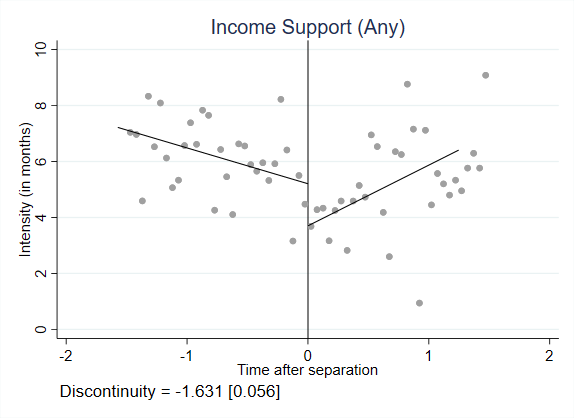 Income Support (Any)
Intensity (in months)
10
8
6
4
2
0
-2 -1 0 1 2
Time after separation
Discontinuity = -1.631 [0.056]